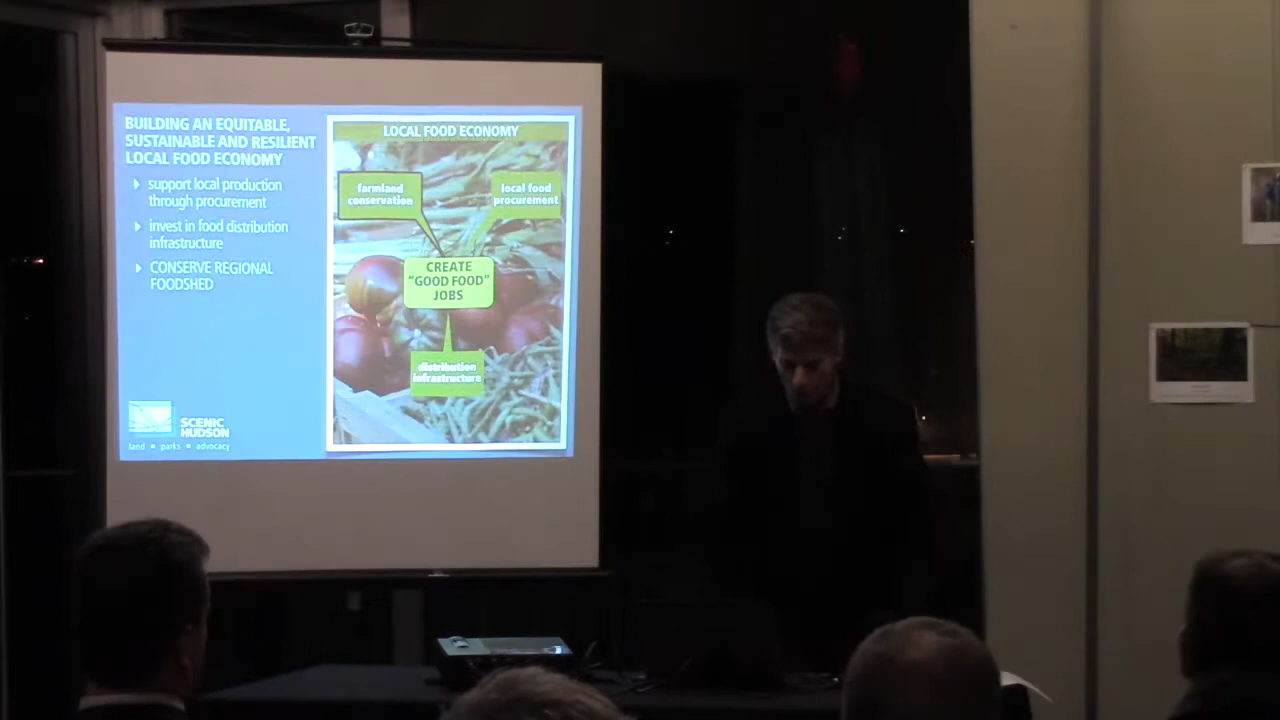 BUILDING AN EQUITABLE,
SUSTAINABLE AND RESILIENT
LOCAL FOOD ECONOMY
support local production
through procurement
invest in food distribution
infrastructure
CONSERVE REGIONAL
FOODSHED
SCENIC
HUDSON
land ▪ parks ▪ advocacy
LOCAL FOOD ECONOMY
farmland
conservation
local food
procurement
CREATE
"GOOD FOOD"
JOBS
distribution
infrastructure